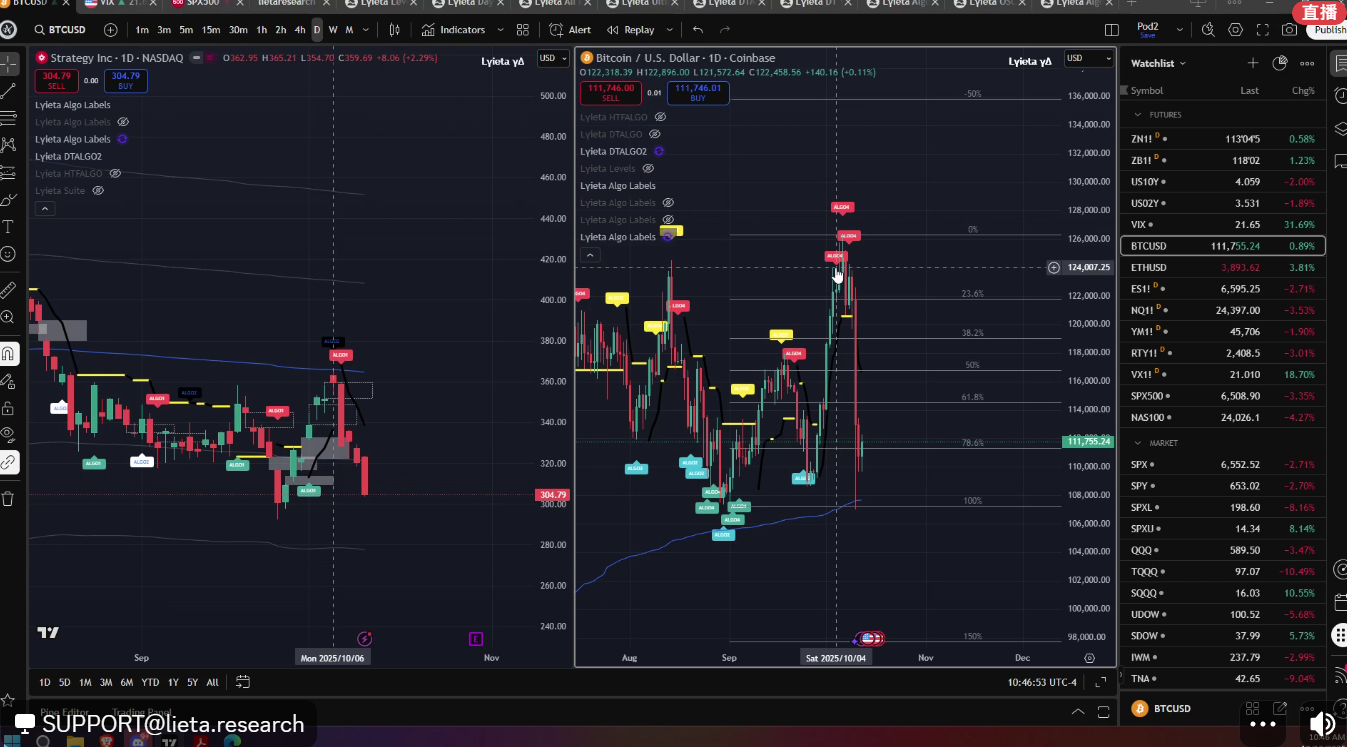 BTCUSD
VIX
SPX500
lietaresearch
直播
BTCUSD
1m 3m 5m 15m 30m 1h 2h 4h D W M
Indicators
Alert
Replay
Pod2
Save
Publish
Strategy Inc · 1D · NASDAQ
O362.95 H365.21 L354.70 C359.69 +8.06 (+2.29%)
Lyieta γΔ
USD
304.79
SELL
0.00
304.79
BUY
Lyieta Algo Labels
Lyieta Algo Labels
Lyieta Algo Labels
Lyieta DTALGO2
Lyieta HTFALGO
Lyieta Suite
500.00
480.00
460.00
440.00
420.00
400.00
380.00
360.00
340.00
320.00
304.79
300.00
280.00
260.00
240.00
Sep
Mon 2025/10/06
Nov
Bitcoin / U.S. Dollar · 1D · Coinbase
O122,318.39 H122,896.00 L121,572.64 C122,458.56 +140.16 (+0.11%)
Lyieta γΔ
USD
111,746.00
SELL
0.01
111,746.01
BUY
Lyieta HTFALGO
Lyieta DTALGO
Lyieta DTALGO2
Lyieta Levels
Lyieta Algo Labels
Lyieta Algo Labels
Lyieta Algo Labels
Lyieta Algo Labels
-50%
0%
23.6%
38.2%
50%
61.8%
78.6%
100%
150%
136,000.00
134,000.00
132,000.00
130,000.00
128,000.00
126,000.00
124,007.25
122,000.00
120,000.00
118,000.00
116,000.00
114,000.00
111,755.24
110,000.00
108,000.00
106,000.00
104,000.00
102,000.00
100,000.00
98,000.00
Aug
Sep
Sat 2025/10/04
Nov
Dec
Watchlist
Symbol Last Chg%
FUTURES
ZN1! D 113'04'5 0.58%
ZB1! D 118'02 1.23%
US10Y 4.059 −2.00%
US02Y 3.531 −1.89%
VIX 21.65 31.69%
BTCUSD 111,755.24 0.89%
ETHUSD 3,893.62 3.81%
ES1! D 6,595.25 −2.71%
NQ1! D 24,397.00 −3.53%
YM1! D 45,706 −1.90%
RTY1! D 2,408.5 −3.01%
VX1! D 21.010 18.70%
SPX500 6,508.90 −3.35%
NAS100 24,026.1 −4.27%
MARKET
SPX 6,552.52 −2.71%
SPY 653.02 −2.70%
SPXL 198.60 −8.16%
SPXU 14.34 8.14%
QQQ 589.50 −3.47%
TQQQ 97.07 −10.49%
SQQQ 16.03 10.55%
UDOW 100.52 −5.68%
SDOW 37.99 5.73%
IWM 237.79 −2.99%
TNA 42.65 −9.04%
BTCUSD
1D 5D 1M 3M 6M YTD 1Y 5Y All
10:46:53 UTC-4
Pine Editor
Trading Panel
SUPPORT@lieta.research